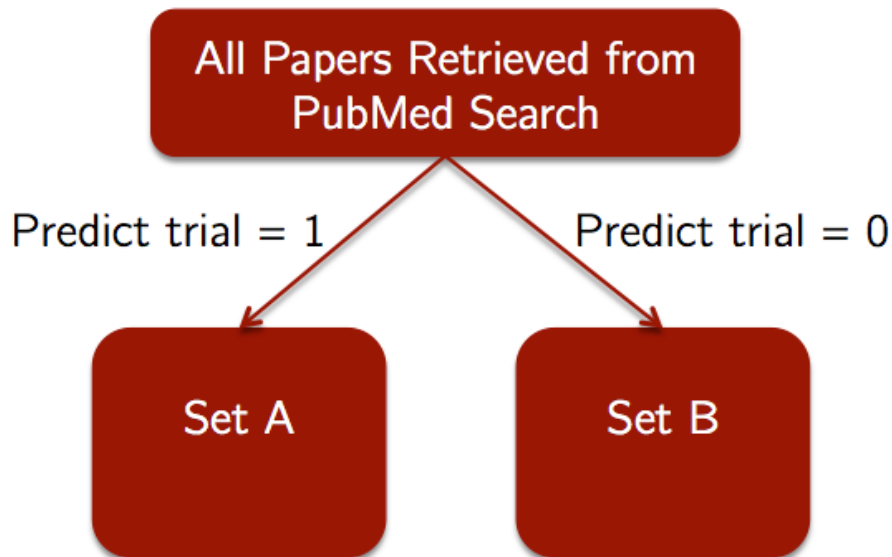 All Papers Retrieved from
PubMed Search
Predict trial = 1
Predict trial = 0
Set A
Set B